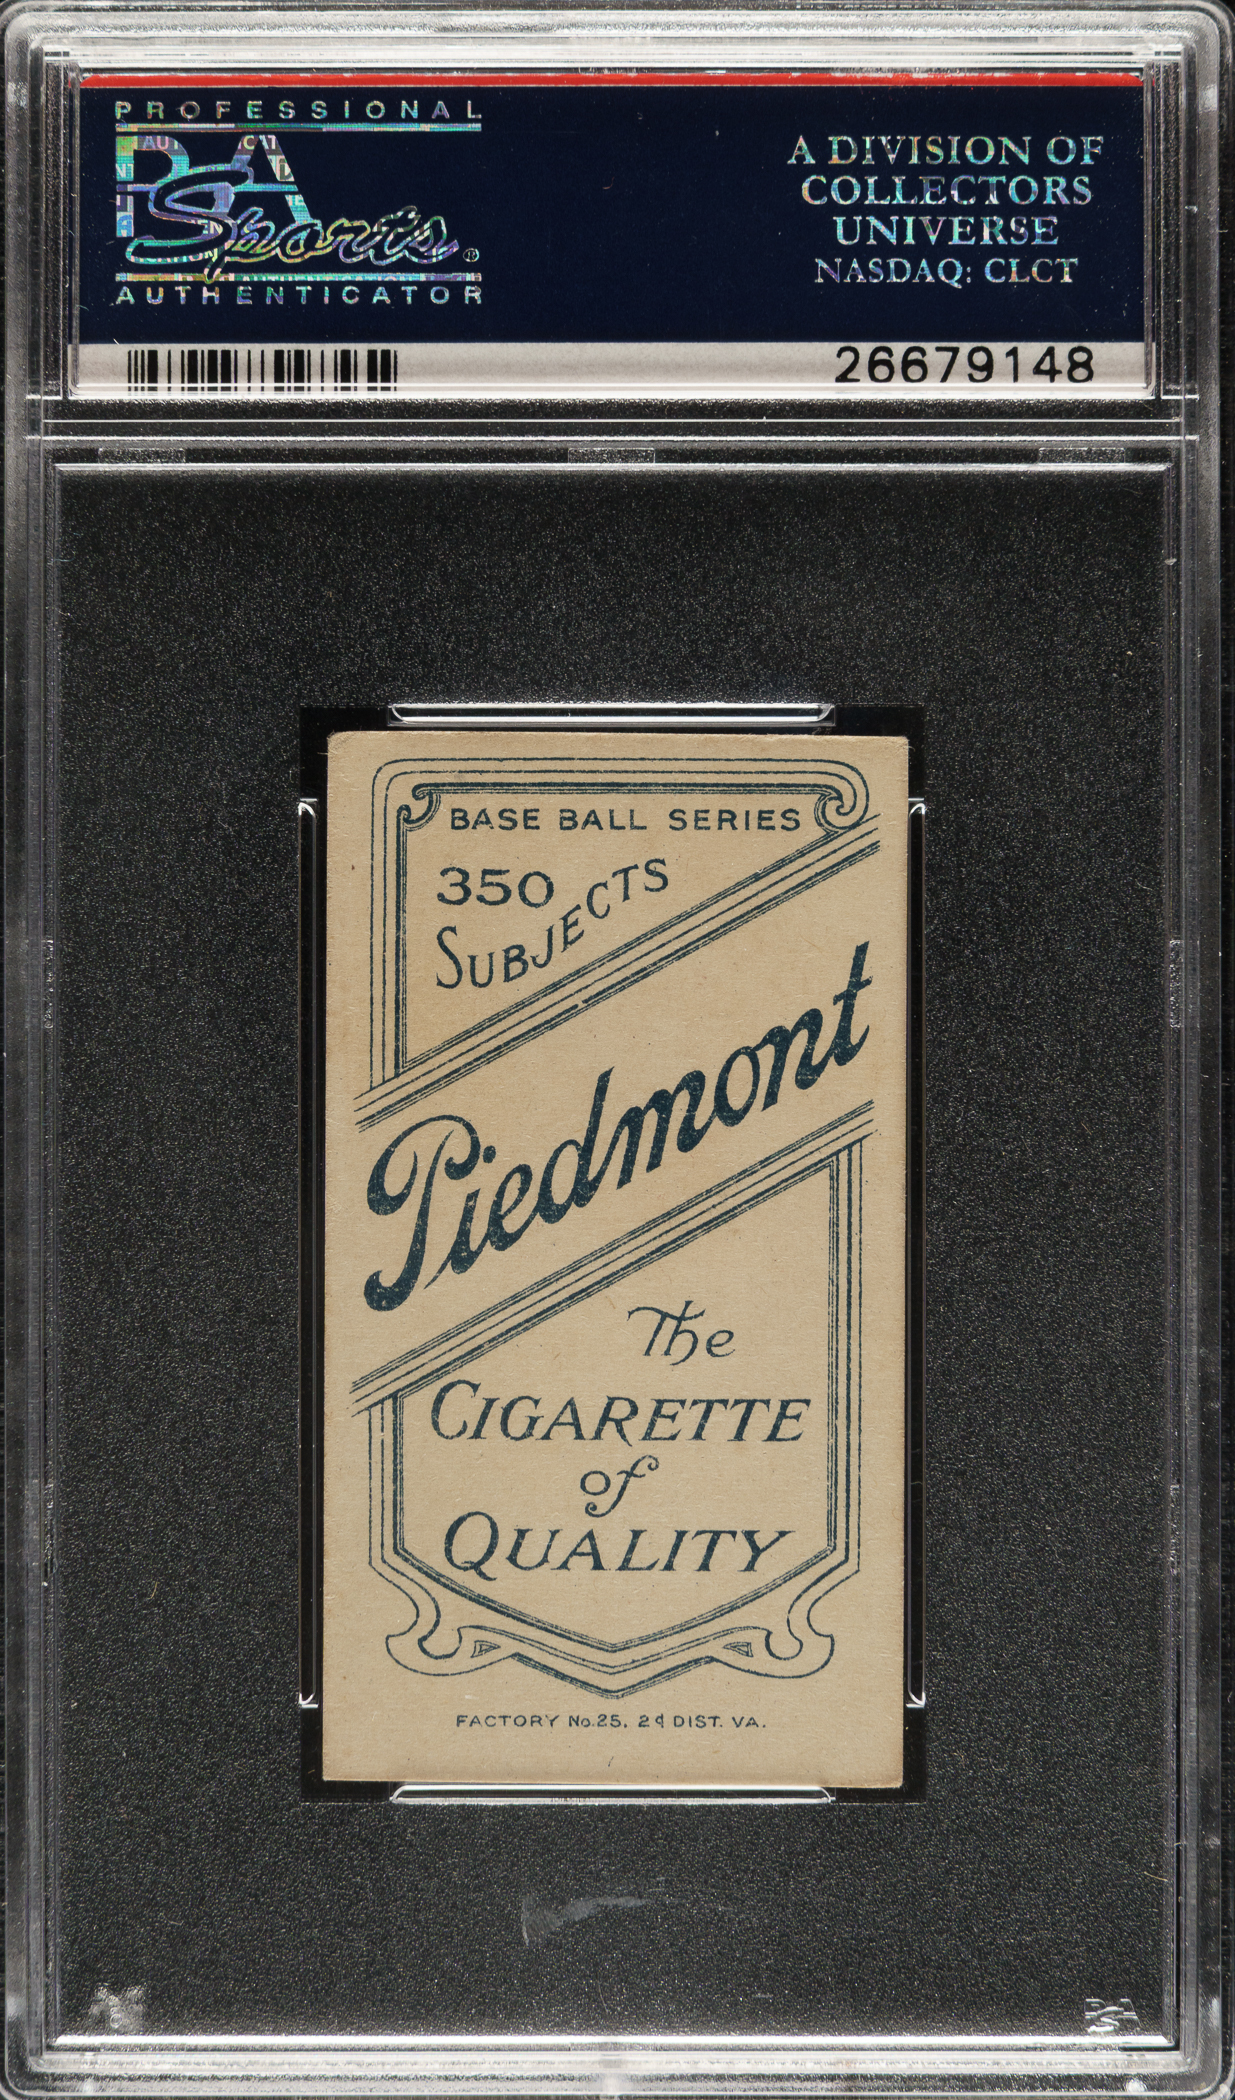 PROFESSIONAL
PSA
Sports®
AUTHENTICATOR
A DIVISION OF
COLLECTORS
UNIVERSE
NASDAQ: CLCT
26679148
BASE BALL SERIES
350
SUBJECTS
Piedmont
The
CIGARETTE
of
QUALITY
FACTORY No. 25. 2d DIST. VA.
PSA